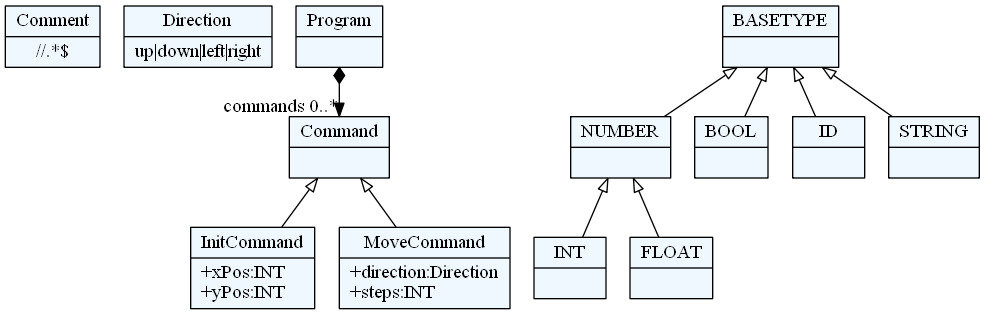 Comment
//.*$
Direction
up|down|left|right
Program
commands 0..*
Command
InitCommand
+xPos:INT
+yPos:INT
MoveCommand
+direction:Direction
+steps:INT
BASETYPE
NUMBER
BOOL
ID
STRING
INT
FLOAT